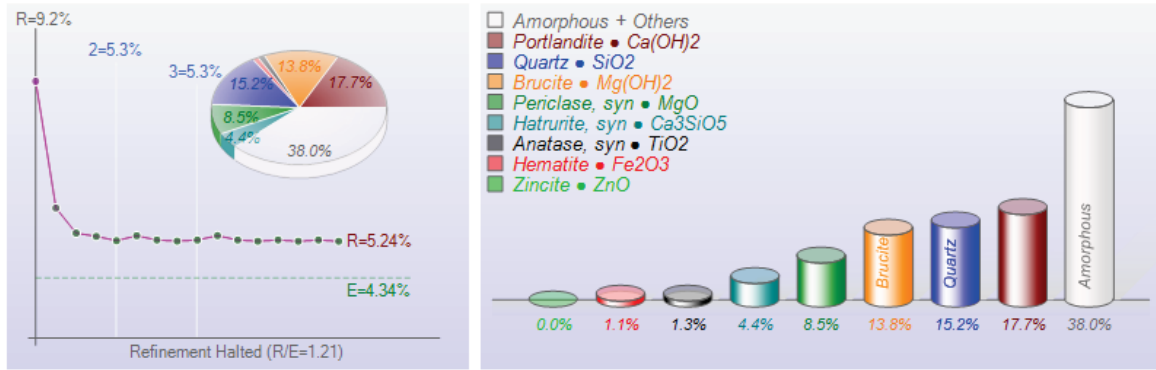 R=9.2%
2=5.3%
3=5.3%
13.8%
17.7%
15.2%
8.5%
4.4%
38.0%
R=5.24%
E=4.34%
Refinement Halted (R/E=1.21)
Amorphous + Others
Portlandite ● Ca(OH)2
Quartz ● SiO2
Brucite ● Mg(OH)2
Periclase, syn ● MgO
Hatrurite, syn ● Ca3SiO5
Anatase, syn ● TiO2
Hematite ● Fe2O3
Zincite ● ZnO
Brucite
Quartz
Amorphous
0.0% 1.1% 1.3% 4.4% 8.5% 13.8% 15.2% 17.7% 38.0%